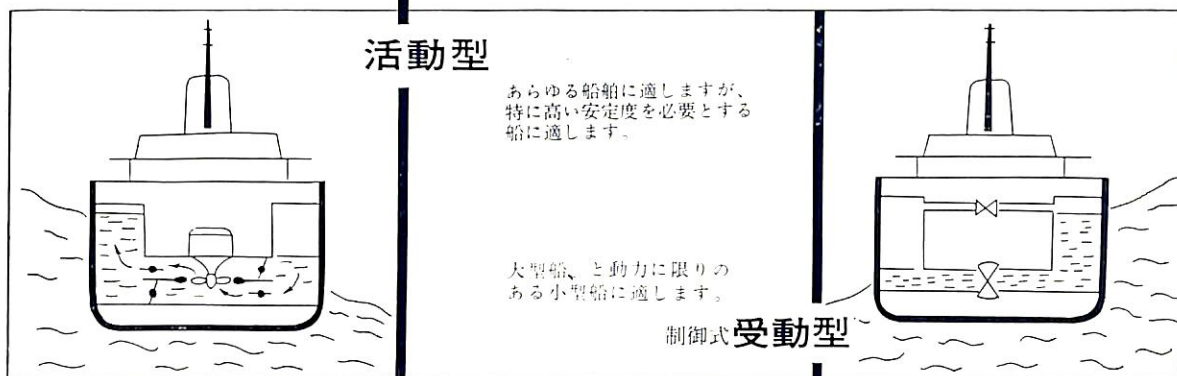 活動型
あらゆる船舶に適しますが、
特に高い安定度を必要とする
船に適します。
大型船、と動力に限りの
ある小型船に適します。
制御式受動型